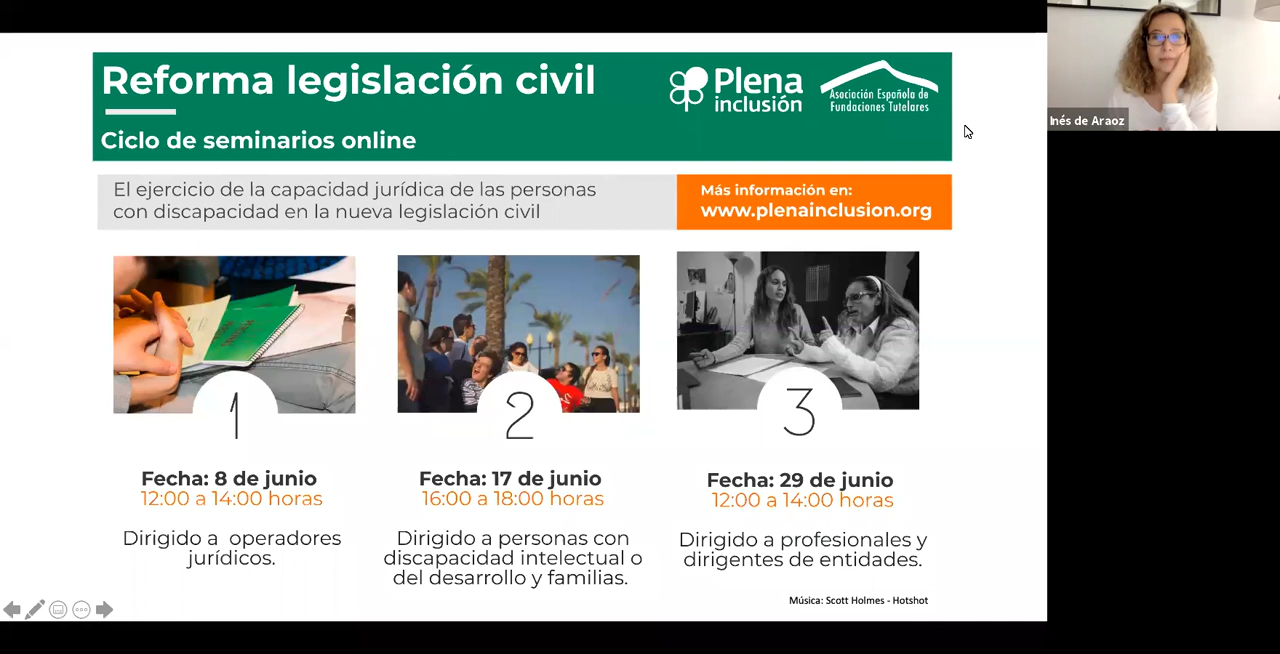 Reforma legislación civil
Ciclo de seminarios online
Plena
inclusión
Asociación Española de
Fundaciones Tutelares
Inés de Araoz
El ejercicio de la capacidad jurídica de las personas
con discapacidad en la nueva legislación civil
Más información en:
www.plenainclusion.org
1
2
3
Fecha: 8 de junio
12:00 a 14:00 horas
Dirigido a operadores
jurídicos.
Fecha: 17 de junio
16:00 a 18:00 horas
Dirigido a personas con
discapacidad intelectual o
del desarrollo y familias.
Fecha: 29 de junio
12:00 a 14:00 horas
Dirigido a profesionales y
dirigentes de entidades.
Música: Scott Holmes - Hotshot